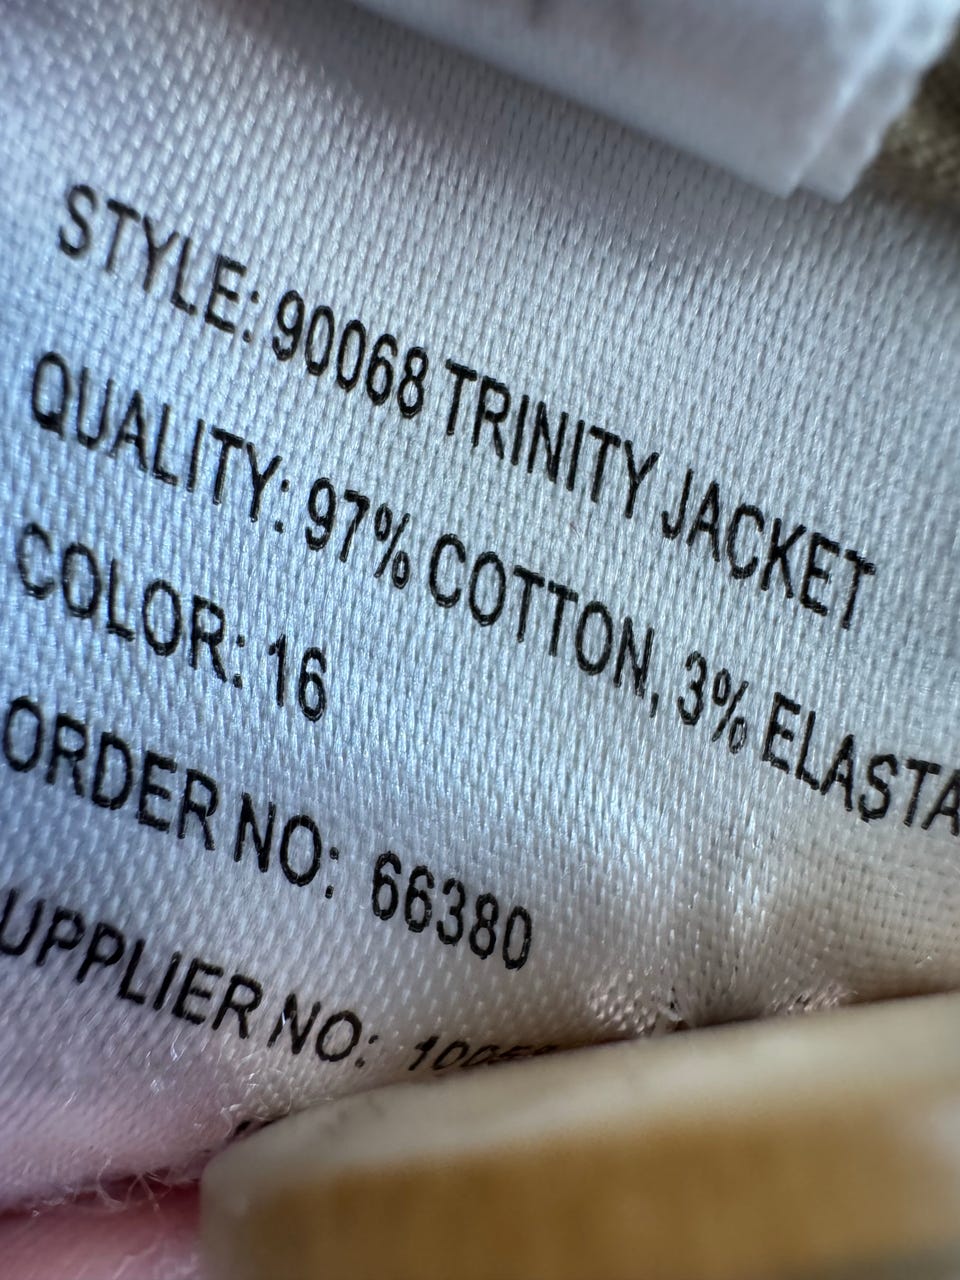 STYLE: 90068 TRINITY JACKET
QUALITY: 97% COTTON, 3% ELASTA
COLOR: 16
ORDER NO: 66380
UPPLIER NO: